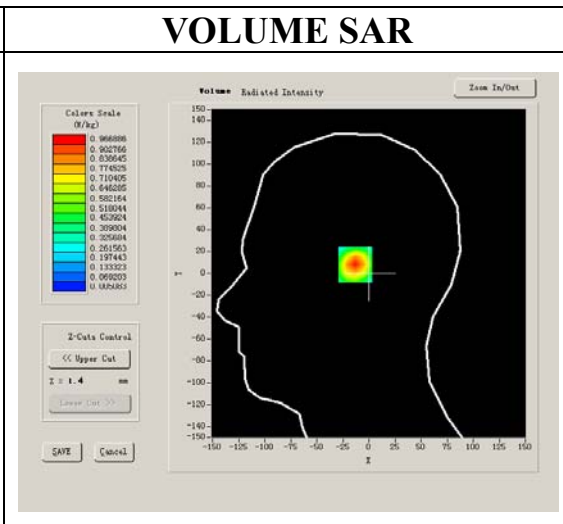 VOLUME SAR
Volume Radiated Intensity
Zoom In/Out
Colors Scale
(W/kg)
0.966886
0.902766
0.838645
0.774525
0.710405
0.646285
0.582164
0.518044
0.453924
0.389804
0.325684
0.261563
0.197443
0.133323
0.069203
0.005083
150
140
120
100
80
60
40
20
0
-20
-40
-60
-80
-100
-120
-140
-150
Y
-150 -125 -100 -75 -50 -25 0 25 50 75 100 125 150
X
Z-Cuts Control
<< Upper Cut
Z = 1.4 mm
Lower Cut >>
SAVE Cancel